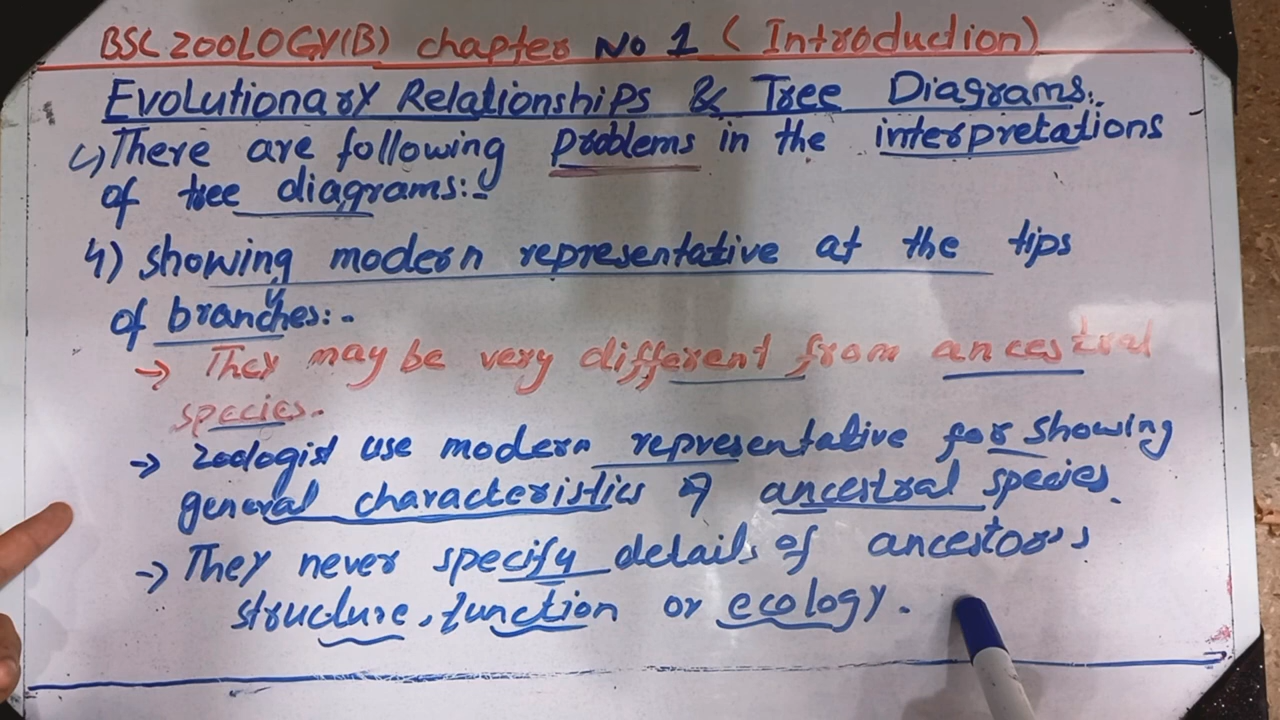 BSC ZOOLOGY(B) chapter No 1 (Introduction)
Evolutionary Relationships & Tree Diagrams:.
There are following problems in the interpretations
of tree diagrams:-
4) showing modern representative at the tips
of branches:-
→ They may be very different from ancestral
species.
→ zoologist use modern representative for showing
general characteristics of ancestral species.
→ They never specify details of ancestor's
structure, function or ecology.